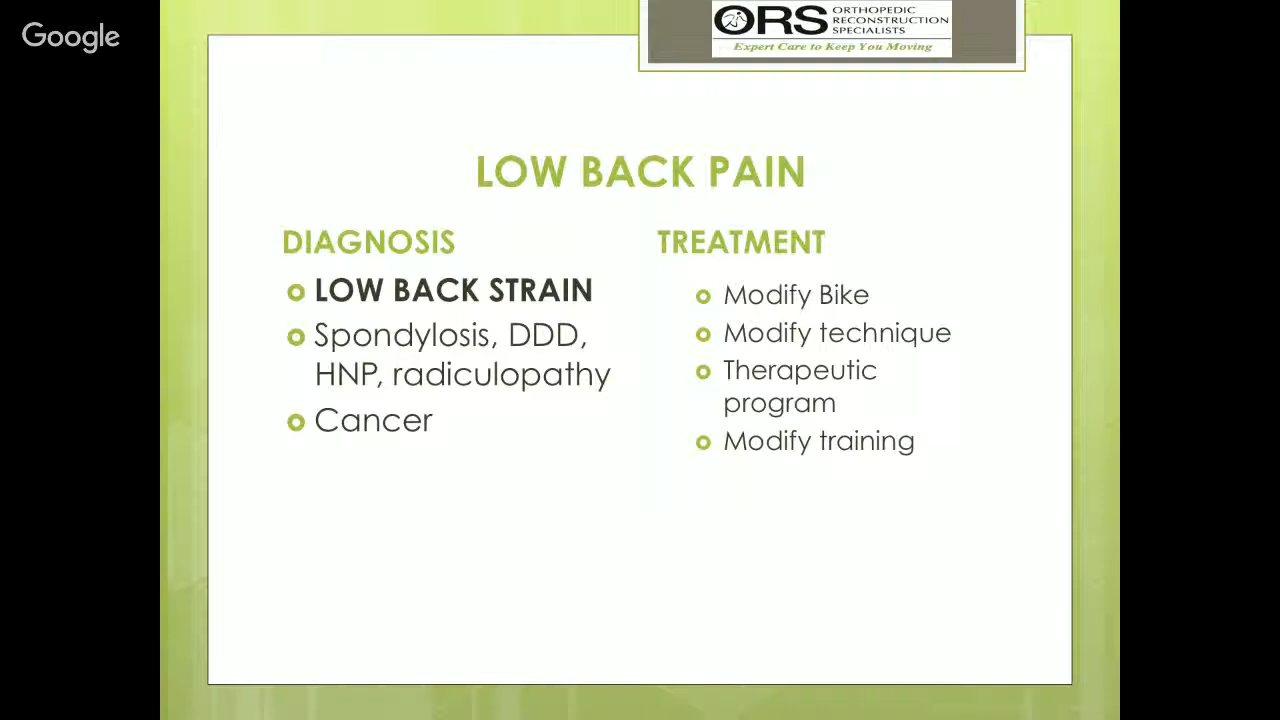 Google
ORS ORTHOPEDIC
RECONSTRUCTION
SPECIALISTS
Expert Care to Keep You Moving
LOW BACK PAIN
DIAGNOSIS
LOW BACK STRAIN
Spondylosis, DDD,
HNP, radiculopathy
Cancer
TREATMENT
Modify Bike
Modify technique
Therapeutic
program
Modify training